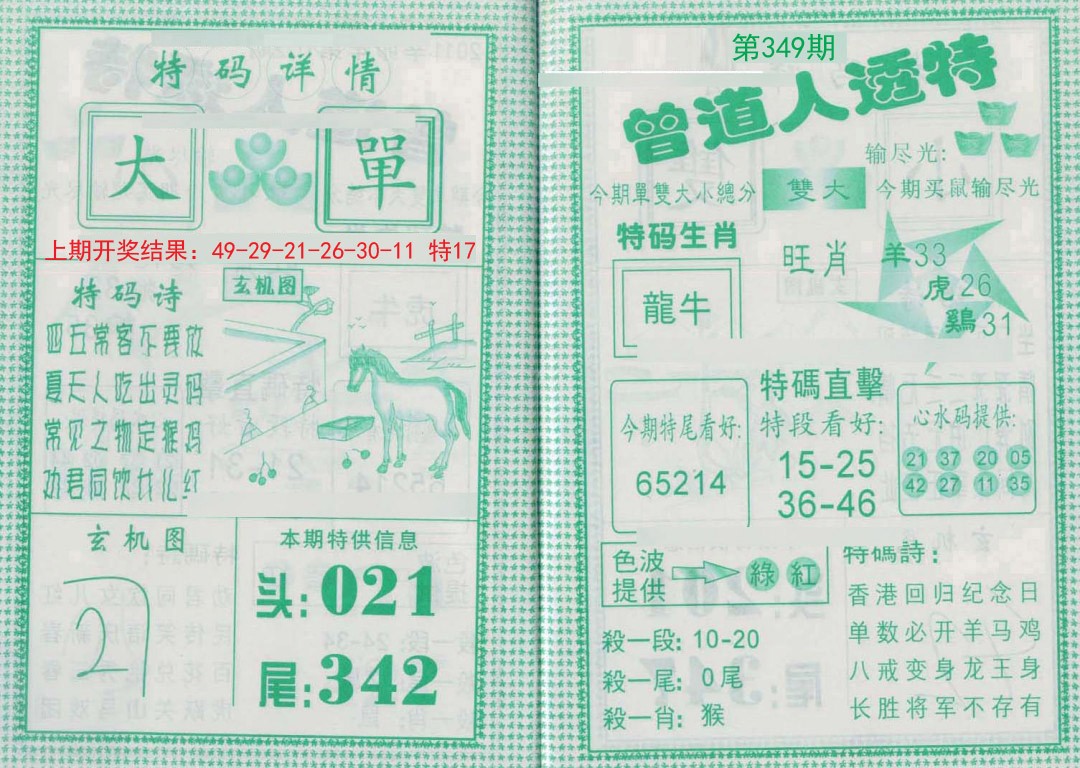 特码详情
大
單
上期开奖结果：49-29-21-26-30-11 特17
特码诗
四五常客不要放
夏天人吃出灵码
常见之物定猴鸡
劝君同饮女儿红
玄机图
玄机图
本期特供信息
头:021
尾:342
第349期
曾道人透特
输尽光:
今期單雙大小總分
雙大
今期买鼠输尽光
特码生肖
龍牛
旺肖
羊33
虎26
鷄31
今期特尾看好:
65214
特碼直擊
特段看好:
15-25
36-46
心水码提供:
21 37 20 05
42 27 11 35
色波
提供
綠 紅
殺一段: 10-20
殺一尾: 0尾
殺一肖: 猴
特碼詩:
香港回归纪念日
单数必开羊马鸡
八戒变身龙王身
长胜将军不存有